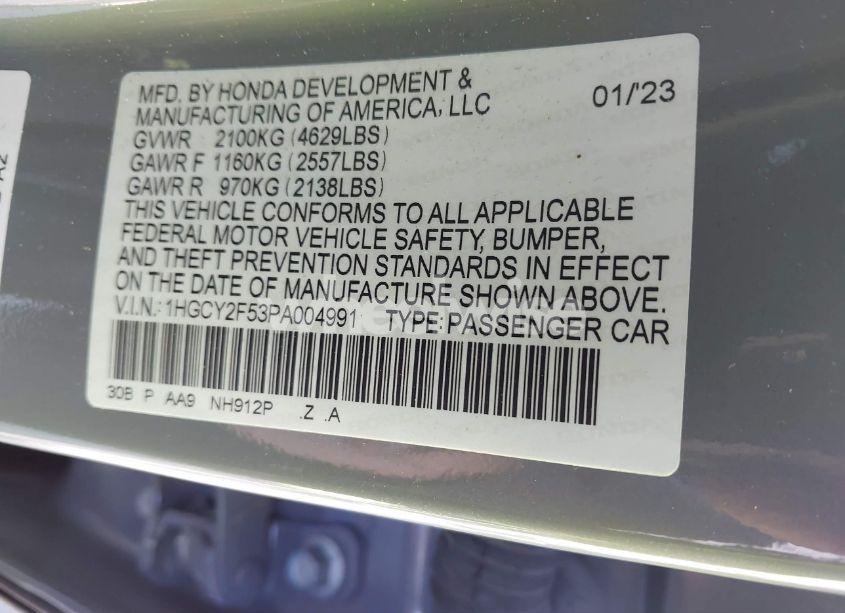 MFD. BY HONDA DEVELOPMENT &
MANUFACTURING OF AMERICA, LLC 01/'23
GVWR 2100KG (4629LBS)
GAWR F 1160KG (2557LBS)
GAWR R 970KG (2138LBS)
THIS VEHICLE CONFORMS TO ALL APPLICABLE
FEDERAL MOTOR VEHICLE SAFETY, BUMPER,
AND THEFT PREVENTION STANDARDS IN EFFECT
ON THE DATE OF MANUFACTURE SHOWN ABOVE.
V.I.N.: 1HGCY2F53PA004991 TYPE: PASSENGER CAR
30B P AA9 NH912P .Z .A